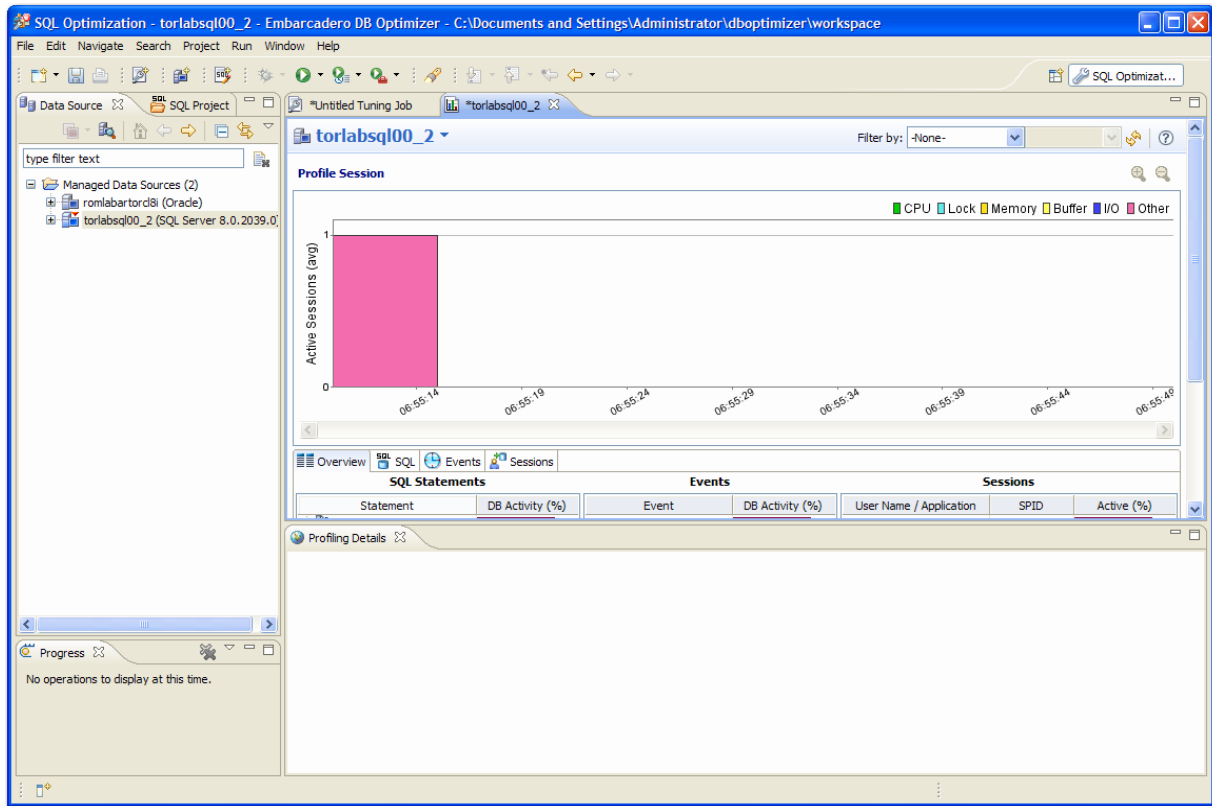 SQL Optimization - torlabsql00_2 - Embarcadero DB Optimizer - C:\Documents and Settings\Administrator\dboptimizer\workspace
File Edit Navigate Search Project Run Window Help
SQL Optimizat...
Data Source
SQL Project
*Untitled Tuning Job
*torlabsql00_2
torlabsql00_2
Filter by: -None-
type filter text
Managed Data Sources (2)
romlabartorcl8i (Oracle)
torlabsql00_2 (SQL Server 8.0.2039.0)
Profile Session
CPU Lock Memory Buffer I/O Other
Active Sessions (avg)
1
0
06:55:14 06:55:19 06:55:24 06:55:29 06:55:34 06:55:39 06:55:44 06:55:49
Overview SQL Events Sessions
SQL Statements Events Sessions
Statement DB Activity (%) Event DB Activity (%) User Name / Application SPID Active (%)
Profiling Details
Progress
No operations to display at this time.